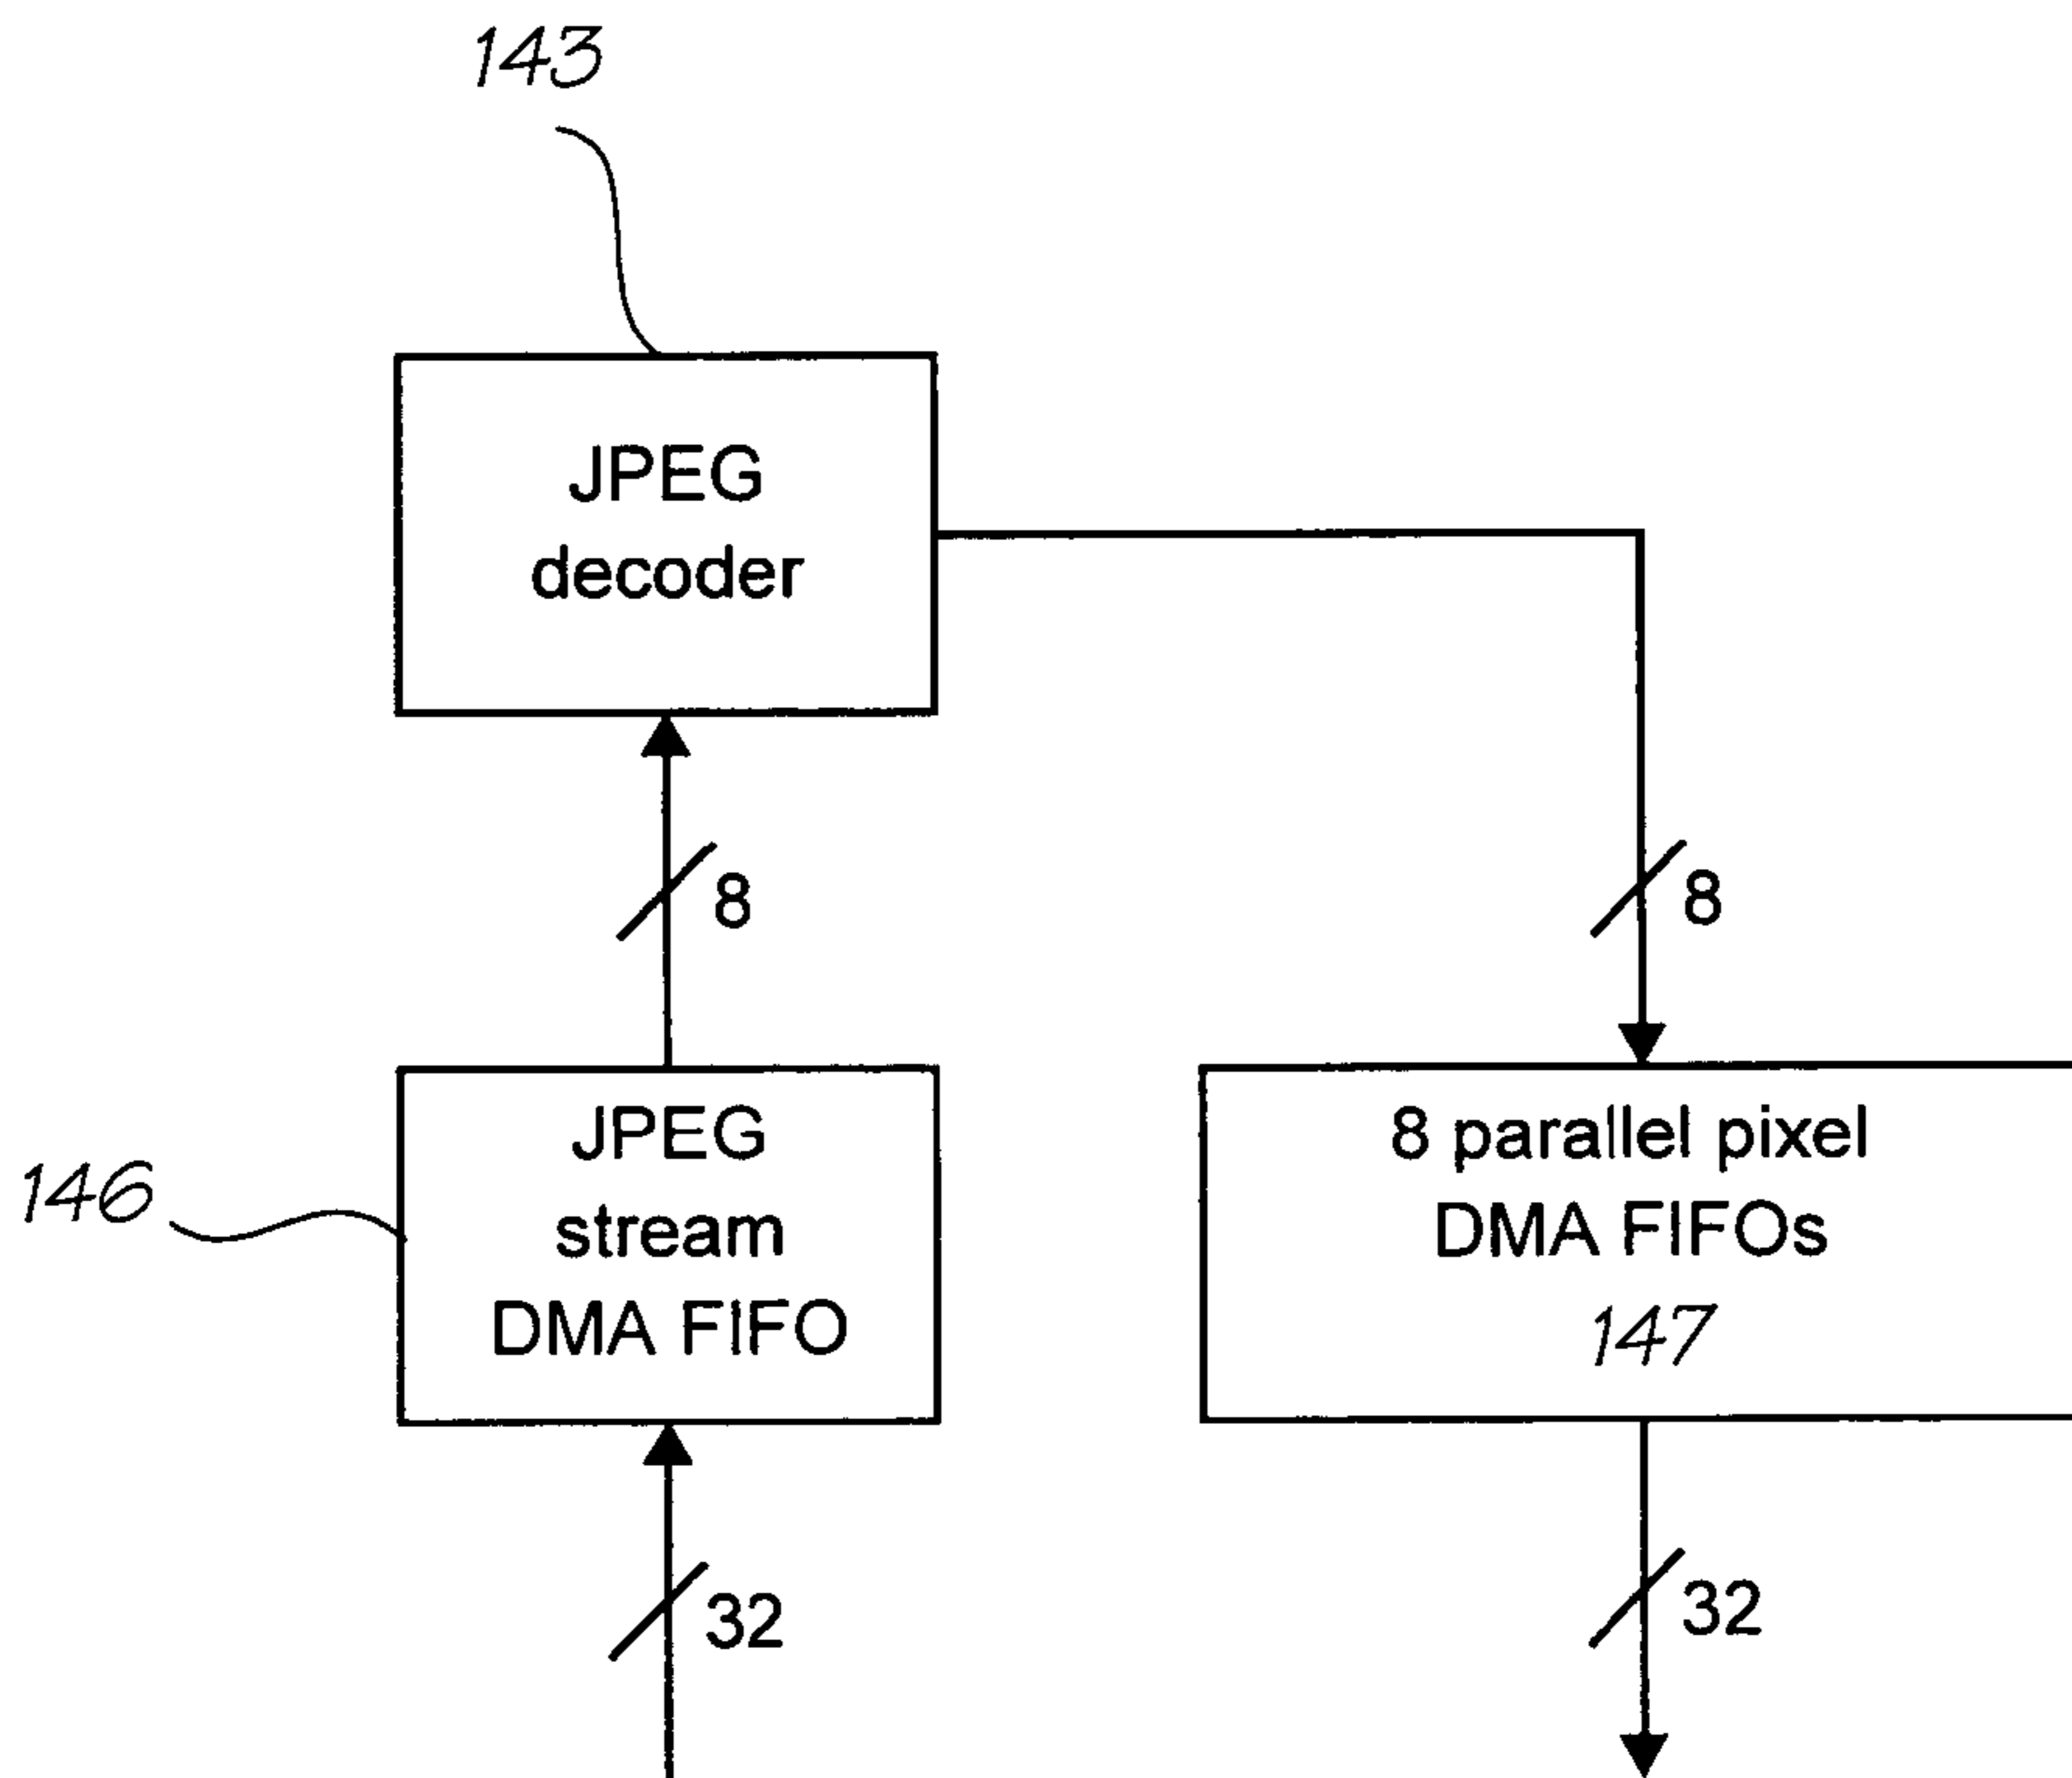 143
JPEG
decoder
8
8
JPEG
stream
DMA FIFO
146
8 parallel pixel
DMA FIFOs
147
32
32